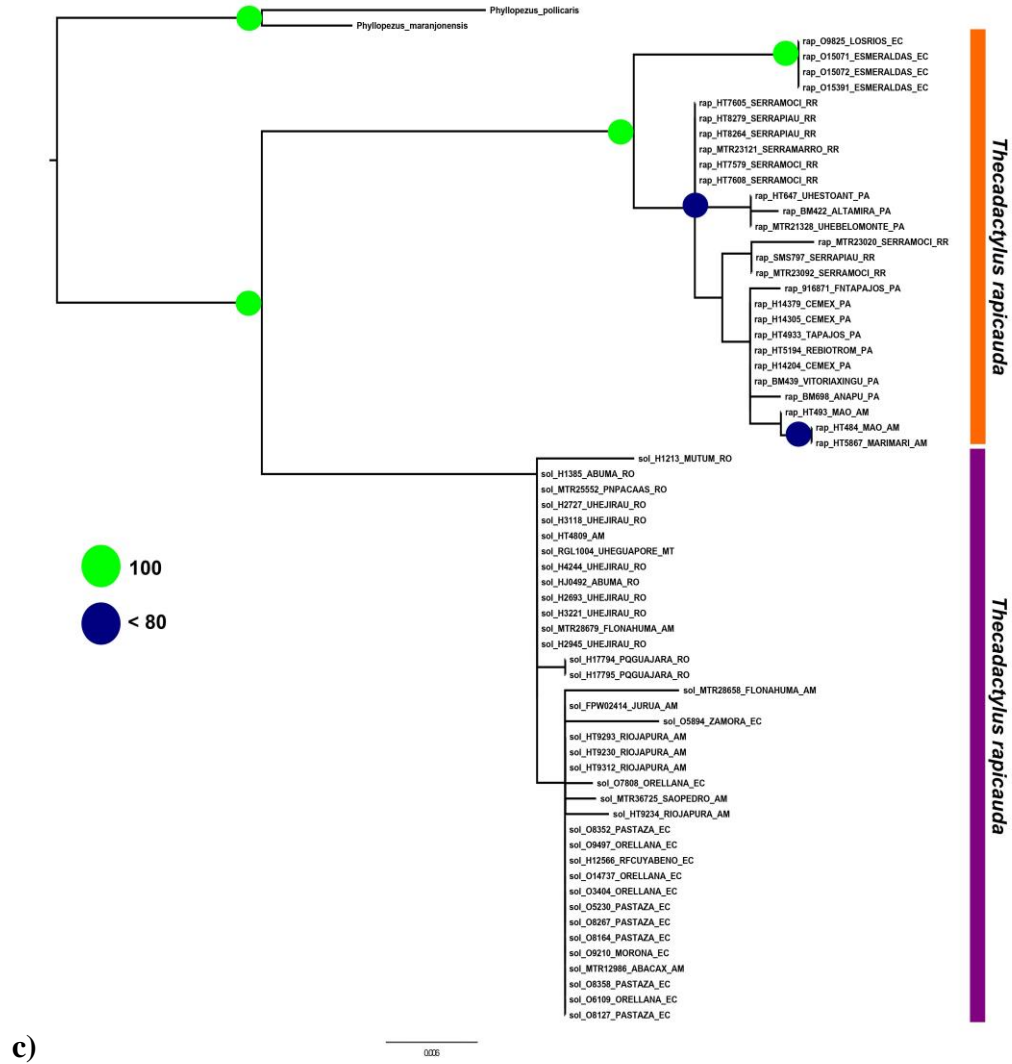 Phyllopezus_pollicaris
Phyllopezus_maranjonensis
rap_O9825_LOSRIOS_EC
rap_O15071_ESMERALDAS_EC
rap_O15072_ESMERALDAS_EC
rap_O15391_ESMERALDAS_EC
rap_HT7605_SERRAMOCI_RR
rap_HT8279_SERRAPIAU_RR
rap_HT8264_SERRAPIAU_RR
rap_MTR23121_SERRAMARRO_RR
rap_HT7579_SERRAMOCI_RR
rap_HT7608_SERRAMOCI_RR
rap_HT647_UHESTOANT_PA
rap_BM422_ALTAMIRA_PA
rap_MTR21328_UHEBELOMONTE_PA
rap_MTR23020_SERRAMOCI_RR
rap_SMS797_SERRAPIAU_RR
rap_MTR23092_SERRAMOCI_RR
rap_916871_FNTAPAJOS_PA
rap_H14379_CEMEX_PA
rap_H14305_CEMEX_PA
rap_HT4933_TAPAJOS_PA
rap_HT5194_REBIOTROM_PA
rap_H14204_CEMEX_PA
rap_BM439_VITORIAXINGU_PA
rap_BM698_ANAPU_PA
rap_HT493_MAO_AM
rap_HT484_MAO_AM
rap_HT5867_MARIMARI_AM
Thecadactylus rapicauda
sol_H1213_MUTUM_RO
sol_H1385_ABUMA_RO
sol_MTR25552_PNPACAAS_RO
sol_H2727_UHEJIRAU_RO
sol_H3118_UHEJIRAU_RO
sol_HT4809_AM
sol_RGL1004_UHEGUAPORE_MT
sol_H4244_UHEJIRAU_RO
sol_HJ0492_ABUMA_RO
sol_H2693_UHEJIRAU_RO
sol_H3221_UHEJIRAU_RO
sol_MTR28679_FLONAHUMA_AM
sol_H2945_UHEJIRAU_RO
sol_H17794_PQGUAJARA_RO
sol_H17795_PQGUAJARA_RO
sol_MTR28658_FLONAHUMA_AM
sol_FPW02414_JURUA_AM
sol_O5894_ZAMORA_EC
sol_HT9293_RIOJAPURA_AM
sol_HT9230_RIOJAPURA_AM
sol_HT9312_RIOJAPURA_AM
sol_O7808_ORELLANA_EC
sol_MTR36725_SAOPEDRO_AM
sol_HT9234_RIOJAPURA_AM
sol_O8352_PASTAZA_EC
sol_O9497_ORELLANA_EC
sol_H12566_RFCUYABENO_EC
sol_O14737_ORELLANA_EC
sol_O3404_ORELLANA_EC
sol_O5230_PASTAZA_EC
sol_O8267_PASTAZA_EC
sol_O8164_PASTAZA_EC
sol_O9210_MORONA_EC
sol_MTR12986_ABACAX_AM
sol_O8358_PASTAZA_EC
sol_O6109_ORELLANA_EC
sol_O8127_PASTAZA_EC
Thecadactylus rapicauda
100
< 80
c)
0.006